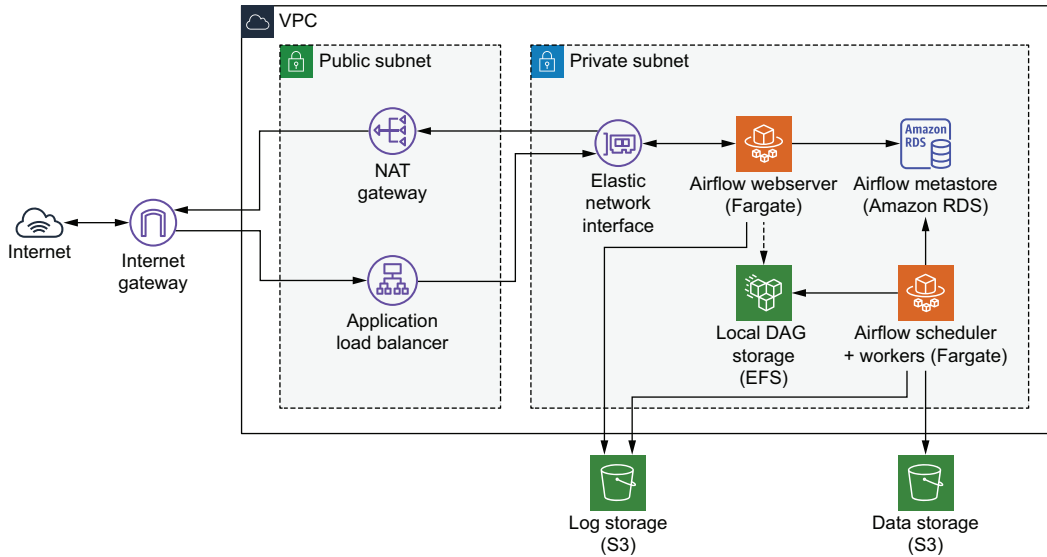 VPC
Public subnet
Private subnet
NAT
gateway
Elastic
network
interface
Airflow webserver
(Fargate)
Amazon
RDS
Airflow metastore
(Amazon RDS)
Internet
Internet
gateway
Application
load balancer
Local DAG
storage
(EFS)
Airflow scheduler
+ workers (Fargate)
Log storage
(S3)
Data storage
(S3)